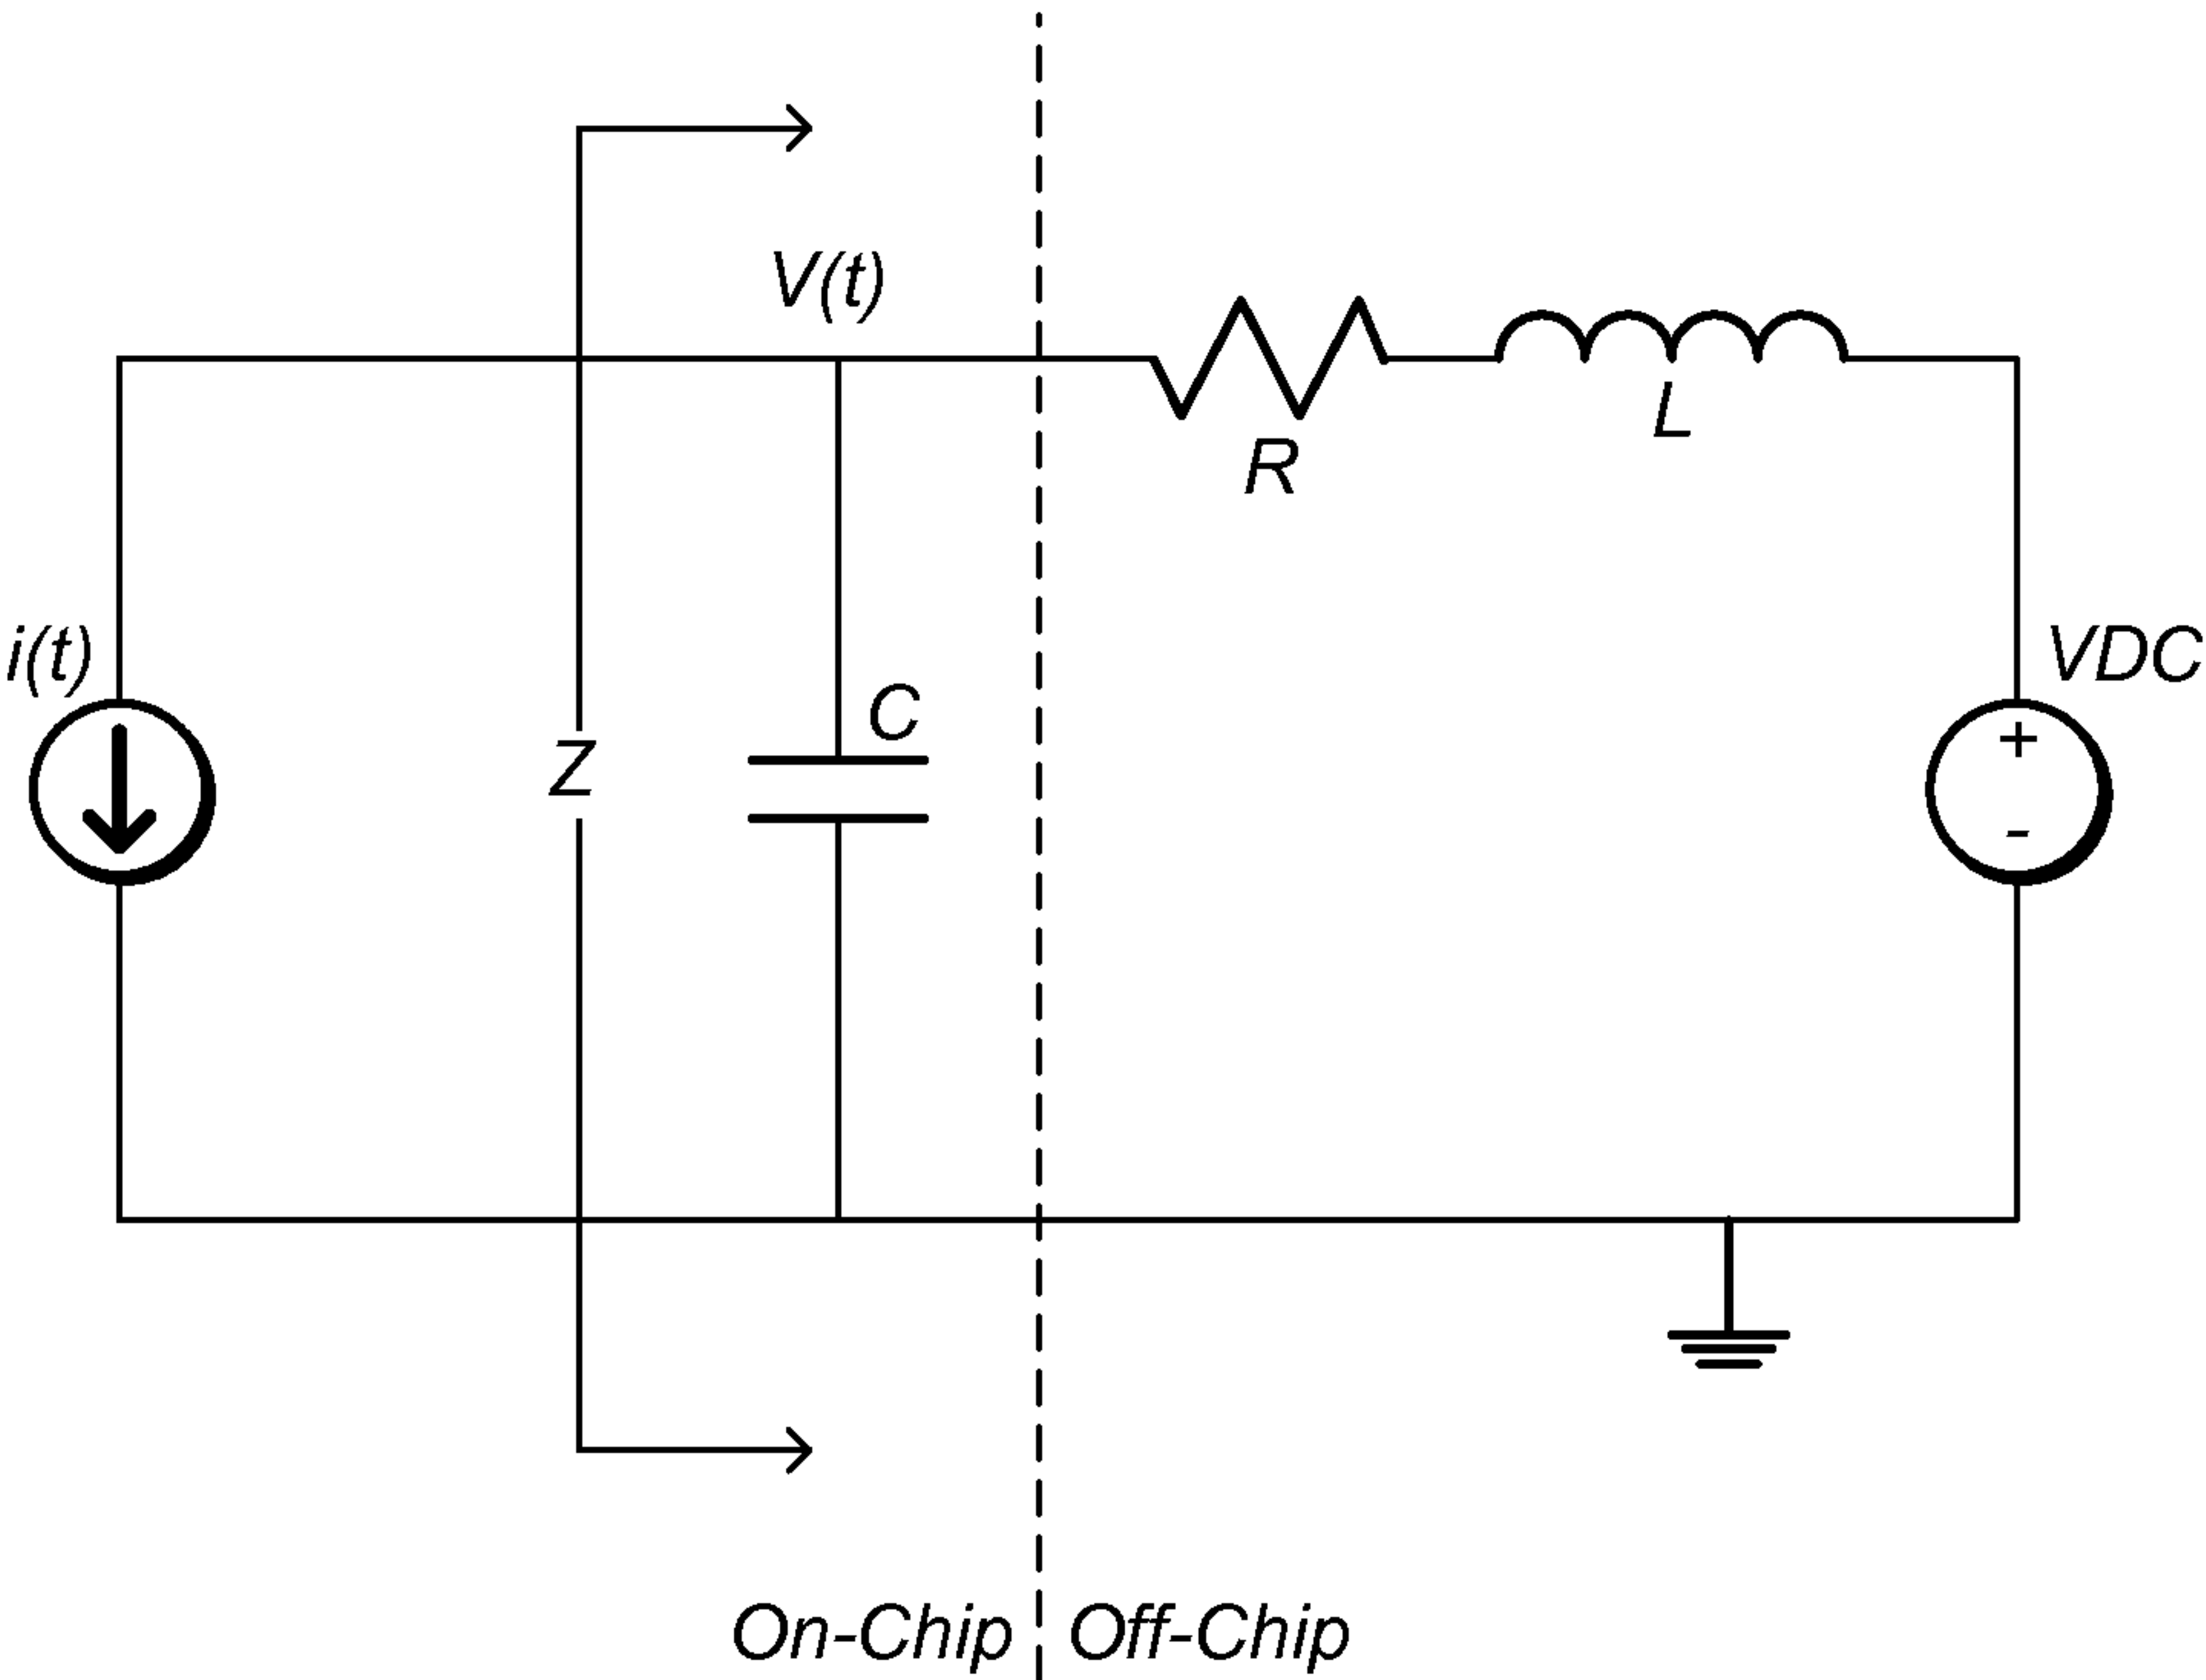 V(t)
L
R
i(t)
VDC
C
+
Z
-
On-Chip
Off-Chip